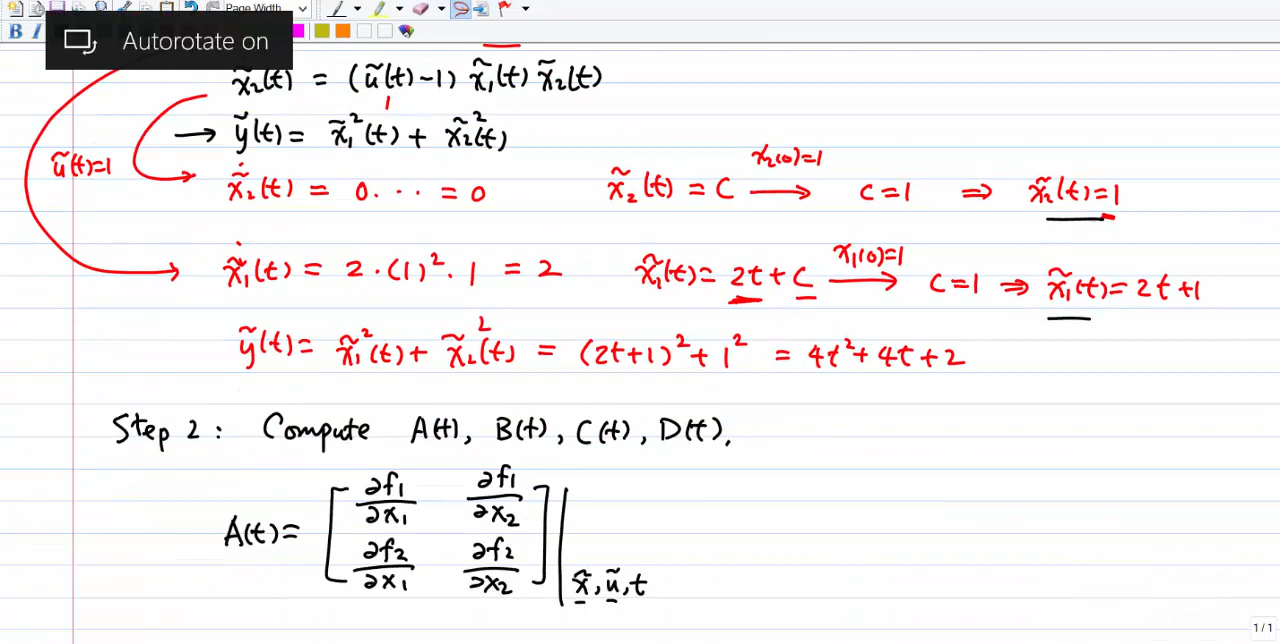 Page Width
B I
Autorotate on
x̃₂(t) = (ũ(t)-1) x̃₁(t) x̃₂(t)
→ ỹ(t) = x̃₁²(t) + x̃₂²(t)
ũ(t)=1
x̃̇₂(t) = 0. ... = 0 x̃₂(t) = C —x₂(0)=1→ C=1 ⇒ x̃₂(t)=1
x̃̇₁(t) = 2·(1)²·1 = 2 x̃₁(t) = 2t + C —x₁(0)=1→ C=1 ⇒ x̃₁(t)=2t+1
ỹ(t) = x̃₁²(t) + x̃₂²(t) = (2t+1)² + 1² = 4t²+4t+2
Step 2: Compute A(t), B(t), C(t), D(t).
A(t) = [ ∂f₁/∂x₁ ∂f₁/∂x₂
∂f₂/∂x₁ ∂f₂/∂x₂ ] | x̃, ũ, t
1 / 1